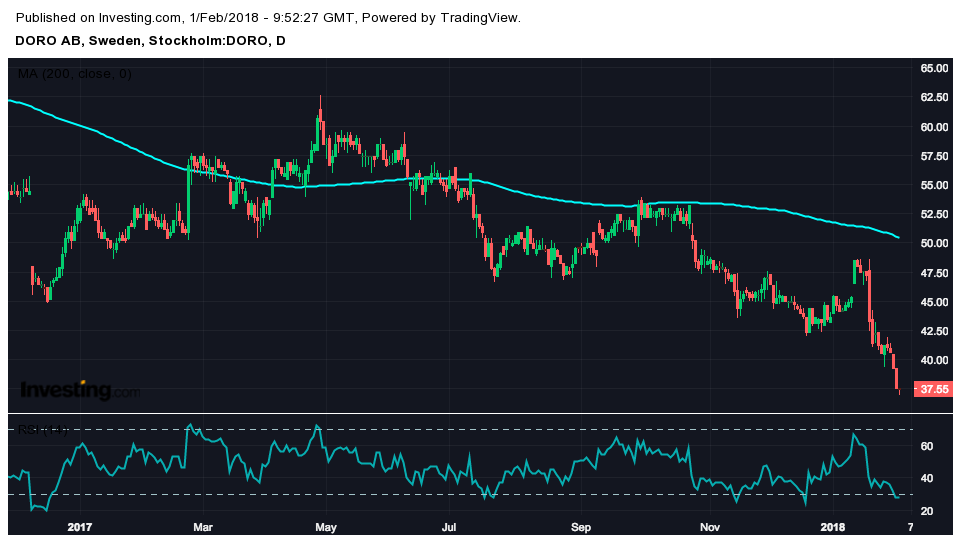 Published on Investing.com, 1/Feb/2018 - 9:52:27 GMT, Powered by TradingView.
DORO AB, Sweden, Stockholm:DORO, D
MA (200, close, 0)
65.00
62.50
60.00
57.50
55.00
52.50
50.00
47.50
45.00
42.50
40.00
37.55
Investing.com
RSI (14)
60
40
20
2017 Mar May Jul Sep Nov 2018 7